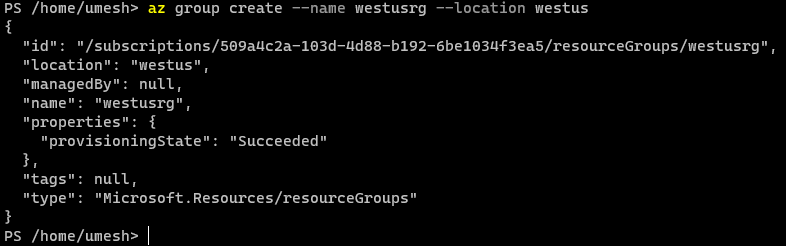 PS /home/umesh> az group create --name westusrg --location westus
{
  "id": "/subscriptions/509a4c2a-103d-4d88-b192-6be1034f3ea5/resourceGroups/westusrg",
  "location": "westus",
  "managedBy": null,
  "name": "westusrg",
  "properties": {
    "provisioningState": "Succeeded"
  },
  "tags": null,
  "type": "Microsoft.Resources/resourceGroups"
}
PS /home/umesh>